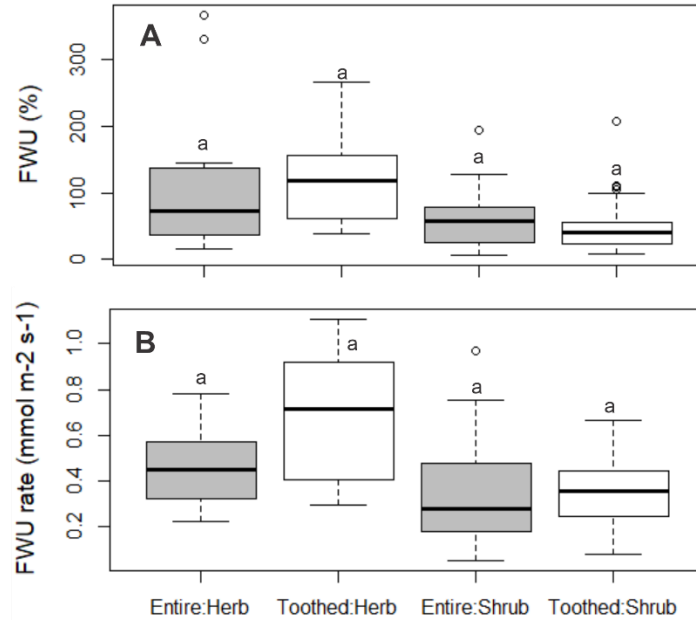 A
FWU (%)
0
100
200
300
a
a
a
a
B
FWU rate (mmol m-2 s-1)
0.2
0.4
0.6
0.8
1.0
a
a
a
a
Entire:Herb Toothed:Herb Entire:Shrub Toothed:Shrub